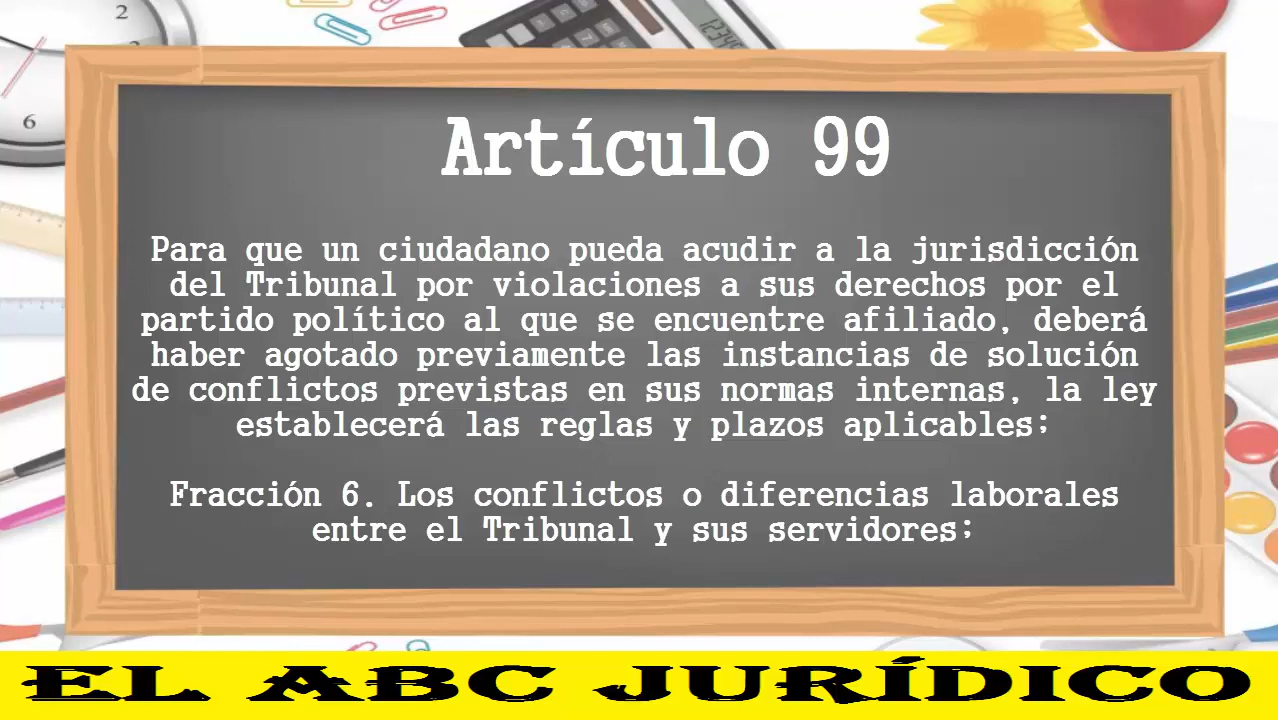 2
6
Artículo 99
Para que un ciudadano pueda acudir a la jurisdicción
del Tribunal por violaciones a sus derechos por el
partido político al que se encuentre afiliado, deberá
haber agotado previamente las instancias de solución
de conflictos previstas en sus normas internas, la ley
establecerá las reglas y plazos aplicables;
Fracción 6. Los conflictos o diferencias laborales
entre el Tribunal y sus servidores;
EL ABC JURÍDICO